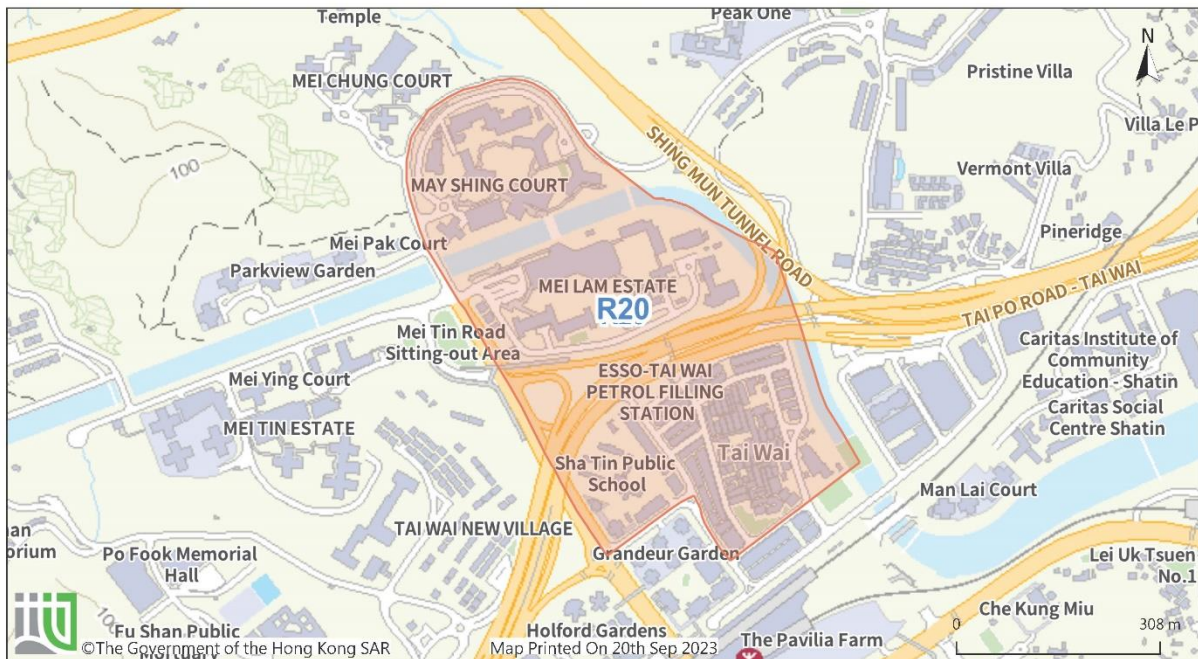 Temple
Peak One
N
MEI CHUNG COURT
Pristine Villa
SHING MUN TUNNEL ROAD
Villa Le P
100
Vermont Villa
MAY SHING COURT
Mei Pak Court
Pineridge
Parkview Garden
MEI LAM ESTATE
R20
TAI PO ROAD - TAI WAI
Mei Tin Road
Sitting-out Area
Caritas Institute of
Community
Education - Shatin
ESSO-TAI WAI
PETROL FILLING
STATION
Mei Ying Court
Caritas Social
Centre Shatin
MEI TIN ESTATE
Tai Wai
Sha Tin Public
School
Man Lai Court
TAI WAI NEW VILLAGE
Grandeur Garden
Po Fook Memorial
Hall
Lei Uk Tsuen
No.1
Che Kung Miu
Fu Shan Public
Holford Gardens
The Pavilia Farm
0
308 m
©The Government of the Hong Kong SAR
Map Printed On 20th Sep 2023